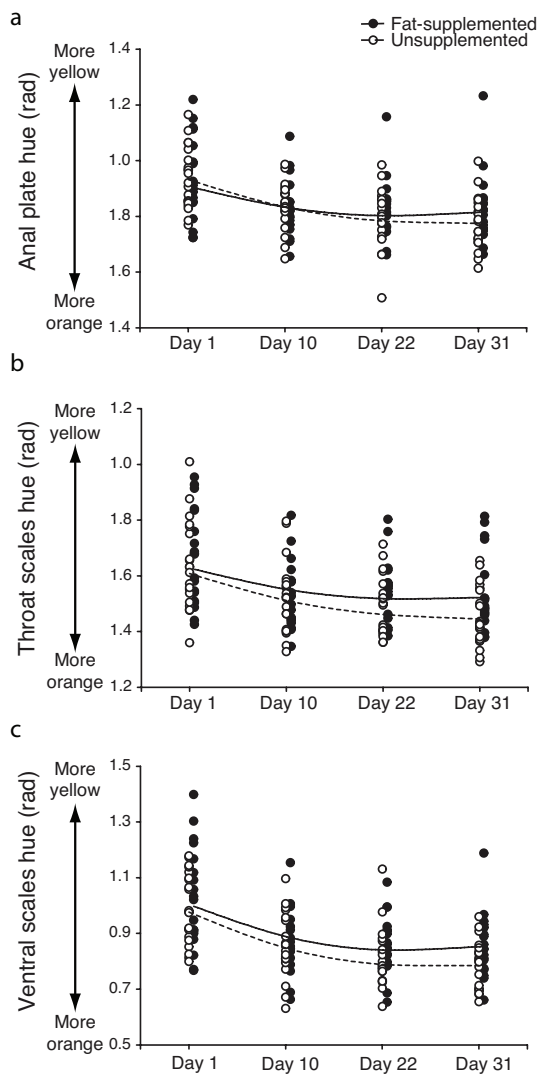 a
Fat-supplemented
Unsupplemented
More
yellow
Anal plate hue (rad)
More
orange
1.4
1.2
1.0
1.8
1.6
1.4
Day 1 Day 10 Day 22 Day 31
b
More
yellow
Throat scales hue (rad)
More
orange
1.2
1.0
1.8
1.6
1.4
1.2
Day 1 Day 10 Day 22 Day 31
c
More
yellow
Ventral scales hue (rad)
More
orange
1.5
1.3
1.1
0.9
0.7
0.5
Day 1 Day 10 Day 22 Day 31